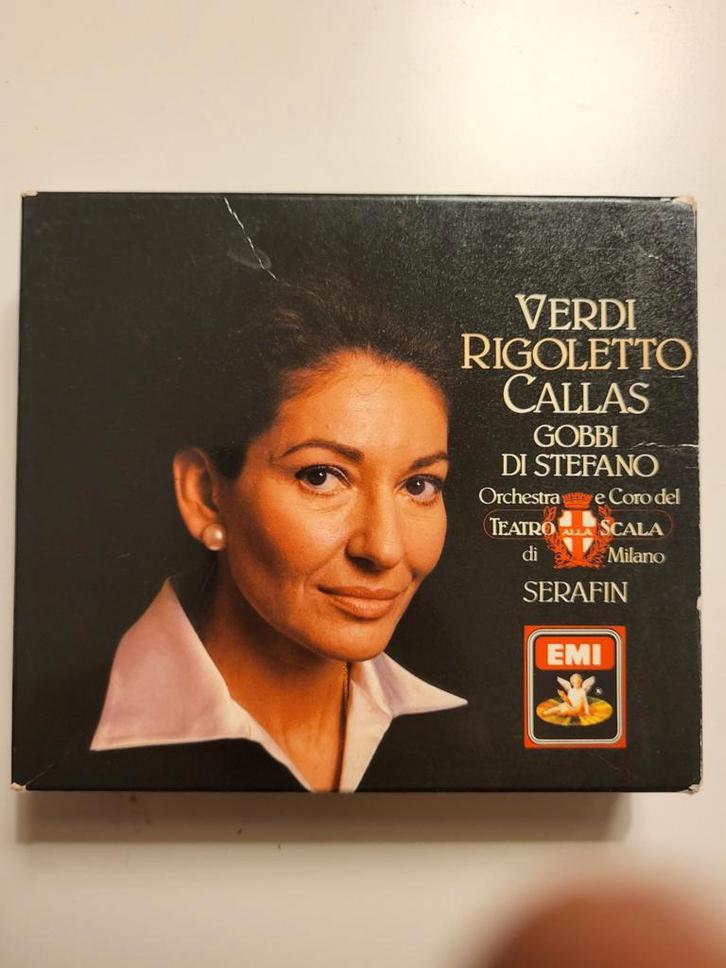 VERDI
RIGOLETTO
CALLAS
GOBBI
DI STEFANO
Orchestra e Coro del
TEATRO ALLA SCALA
di Milano
SERAFIN
EMI